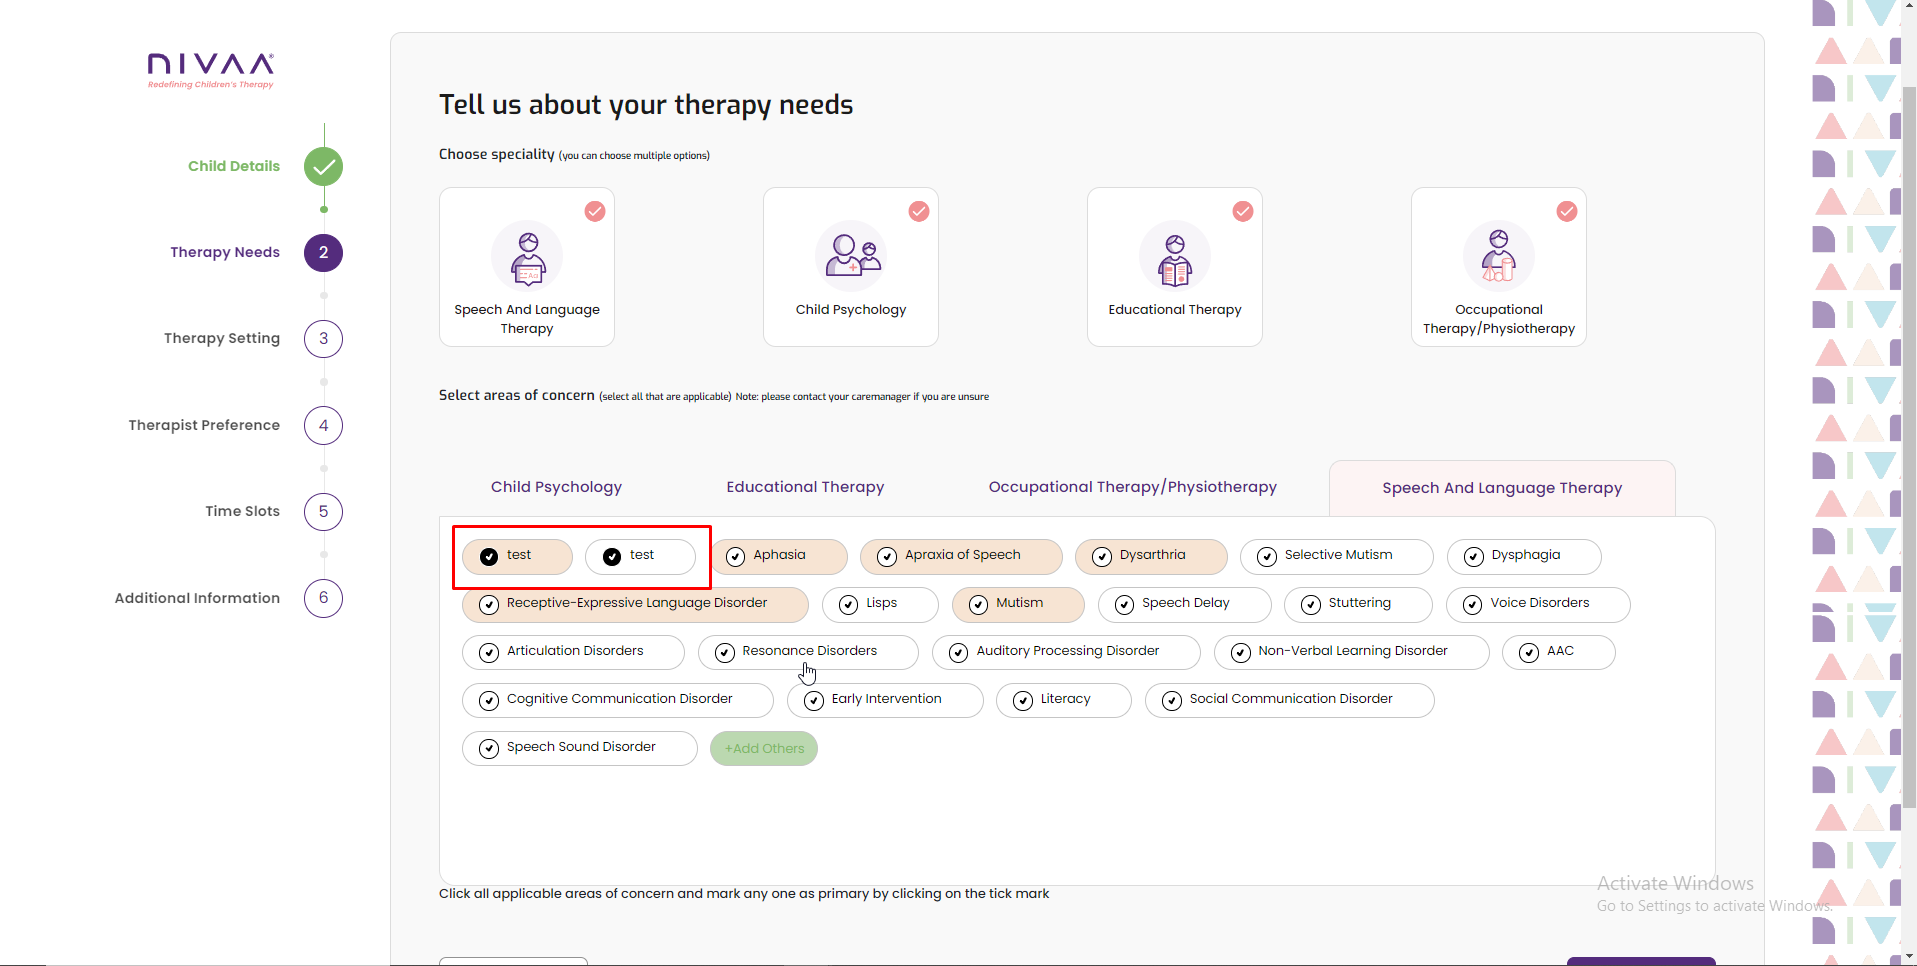 NIVAA®
Redefining Children's Therapy
Child Details
Therapy Needs
2
Therapy Setting
3
Therapist Preference
4
Time Slots
5
Additional Information
6
Tell us about your therapy needs
Choose speciality (you can choose multiple options)
Speech And Language
Therapy
Child Psychology
Educational Therapy
Occupational
Therapy/Physiotherapy
Select areas of concern (select all that are applicable) Note: please contact your caremanager if you are unsure
Child Psychology
Educational Therapy
Occupational Therapy/Physiotherapy
Speech And Language Therapy
test
test
Aphasia
Apraxia of Speech
Dysarthria
Selective Mutism
Dysphagia
Receptive-Expressive Language Disorder
Lisps
Mutism
Speech Delay
Stuttering
Voice Disorders
Articulation Disorders
Resonance Disorders
Auditory Processing Disorder
Non-Verbal Learning Disorder
AAC
Cognitive Communication Disorder
Early Intervention
Literacy
Social Communication Disorder
Speech Sound Disorder
+Add Others
Click all applicable areas of concern and mark any one as primary by clicking on the tick mark
Activate Windows
Go to Settings to activate Windows.